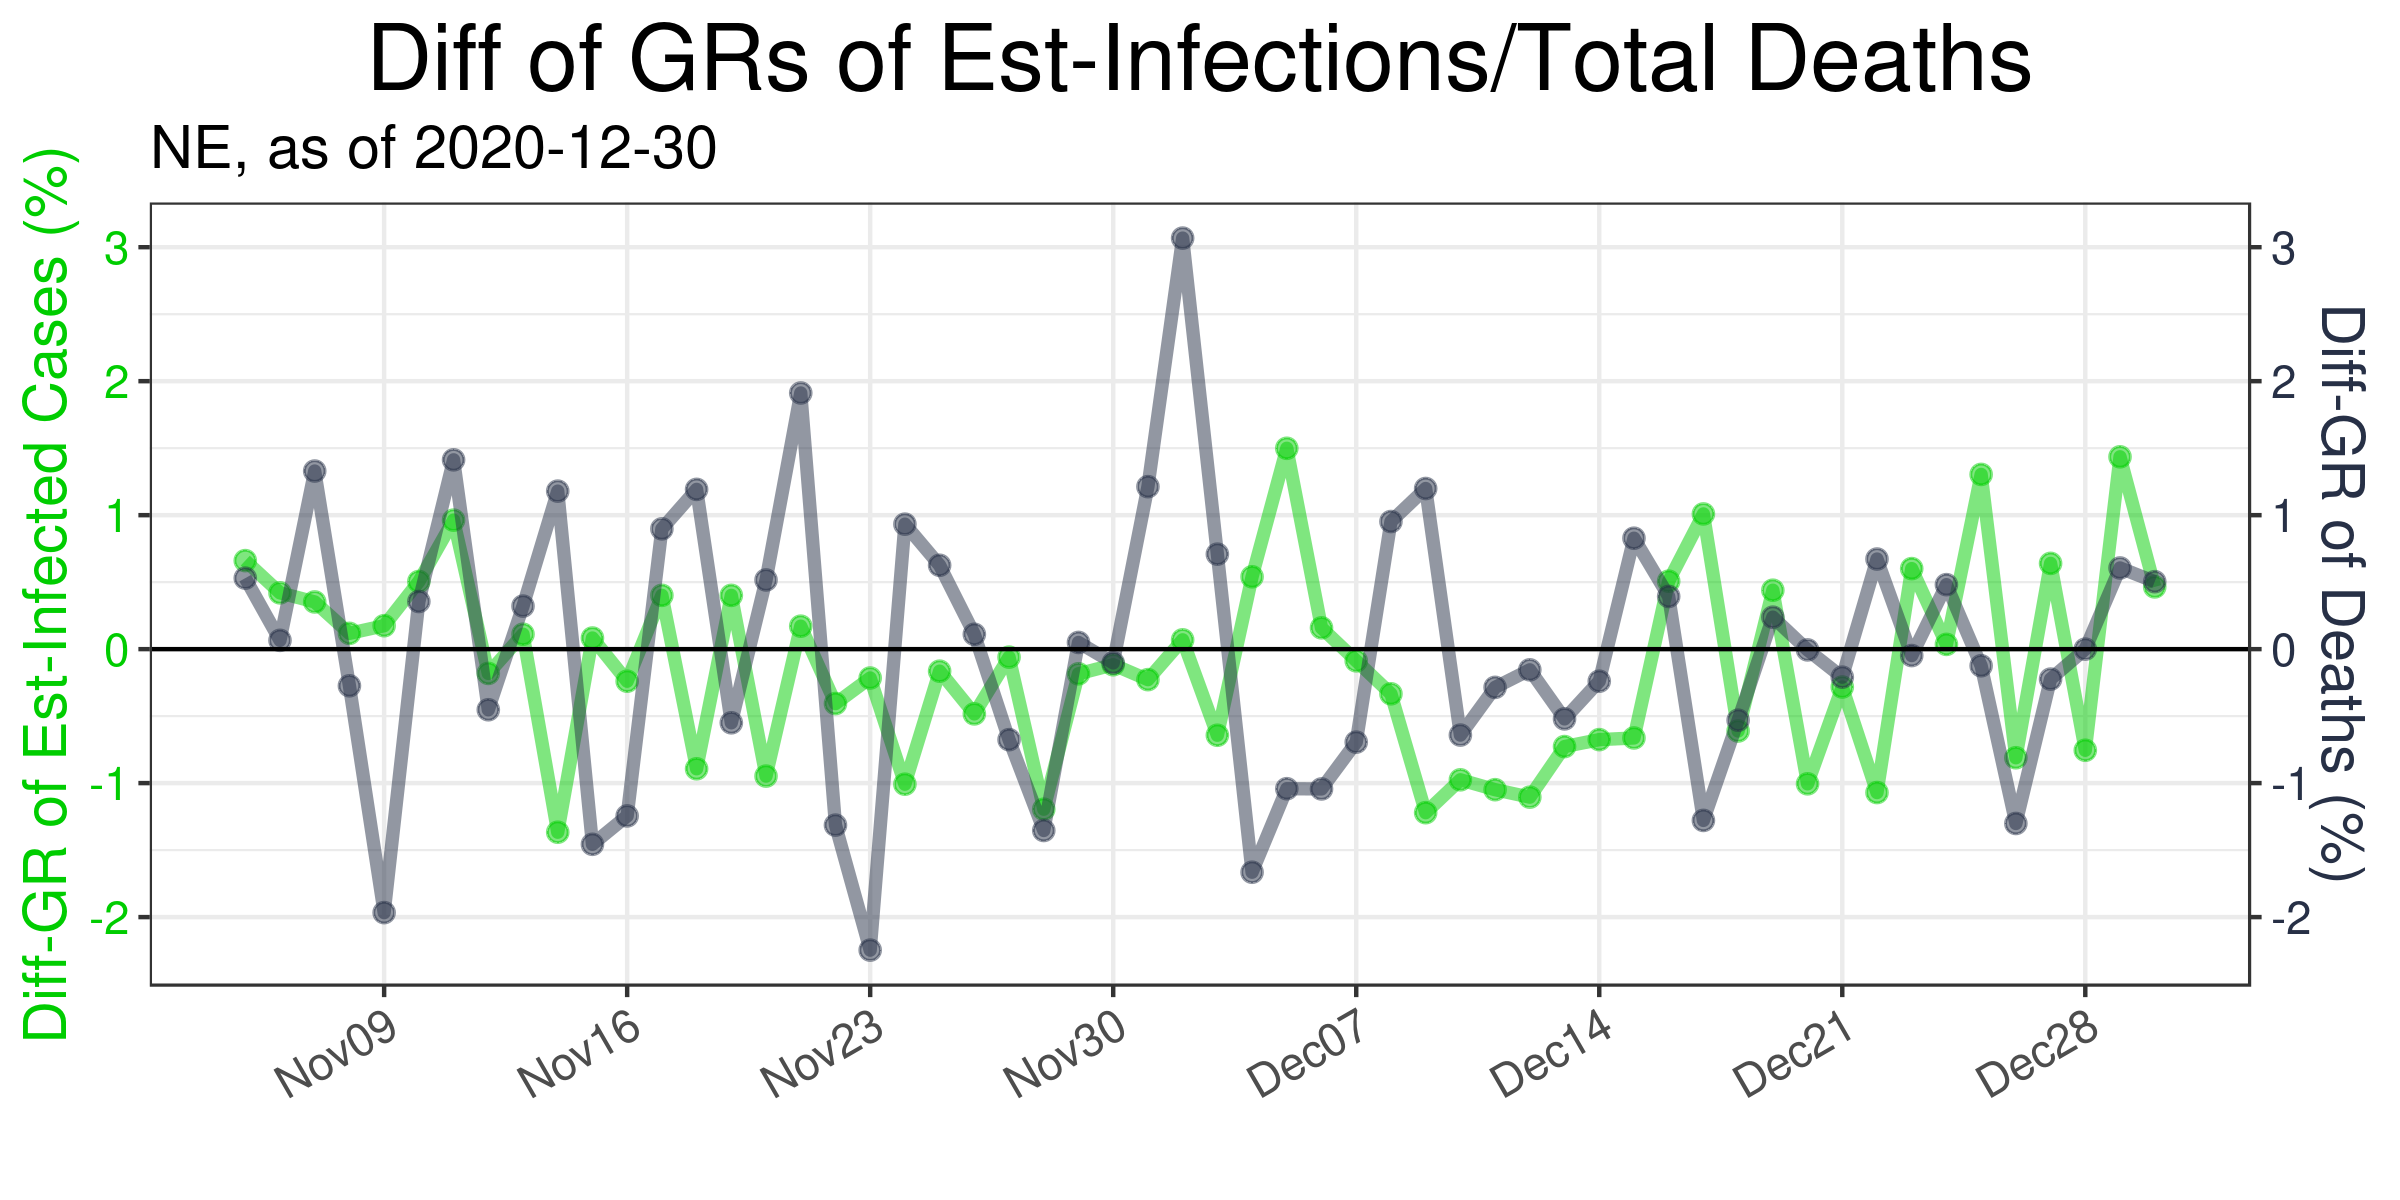 Diff of GRs of Est-Infections/Total Deaths
NE, as of 2020-12-30
Diff-GR of Est-Infected Cases (%)
3
2
1
0
-1
-2
3
2
1
0
-1
-2
Diff-GR of Deaths (%)
Nov09
Nov16
Nov23
Nov30
Dec07
Dec14
Dec21
Dec28